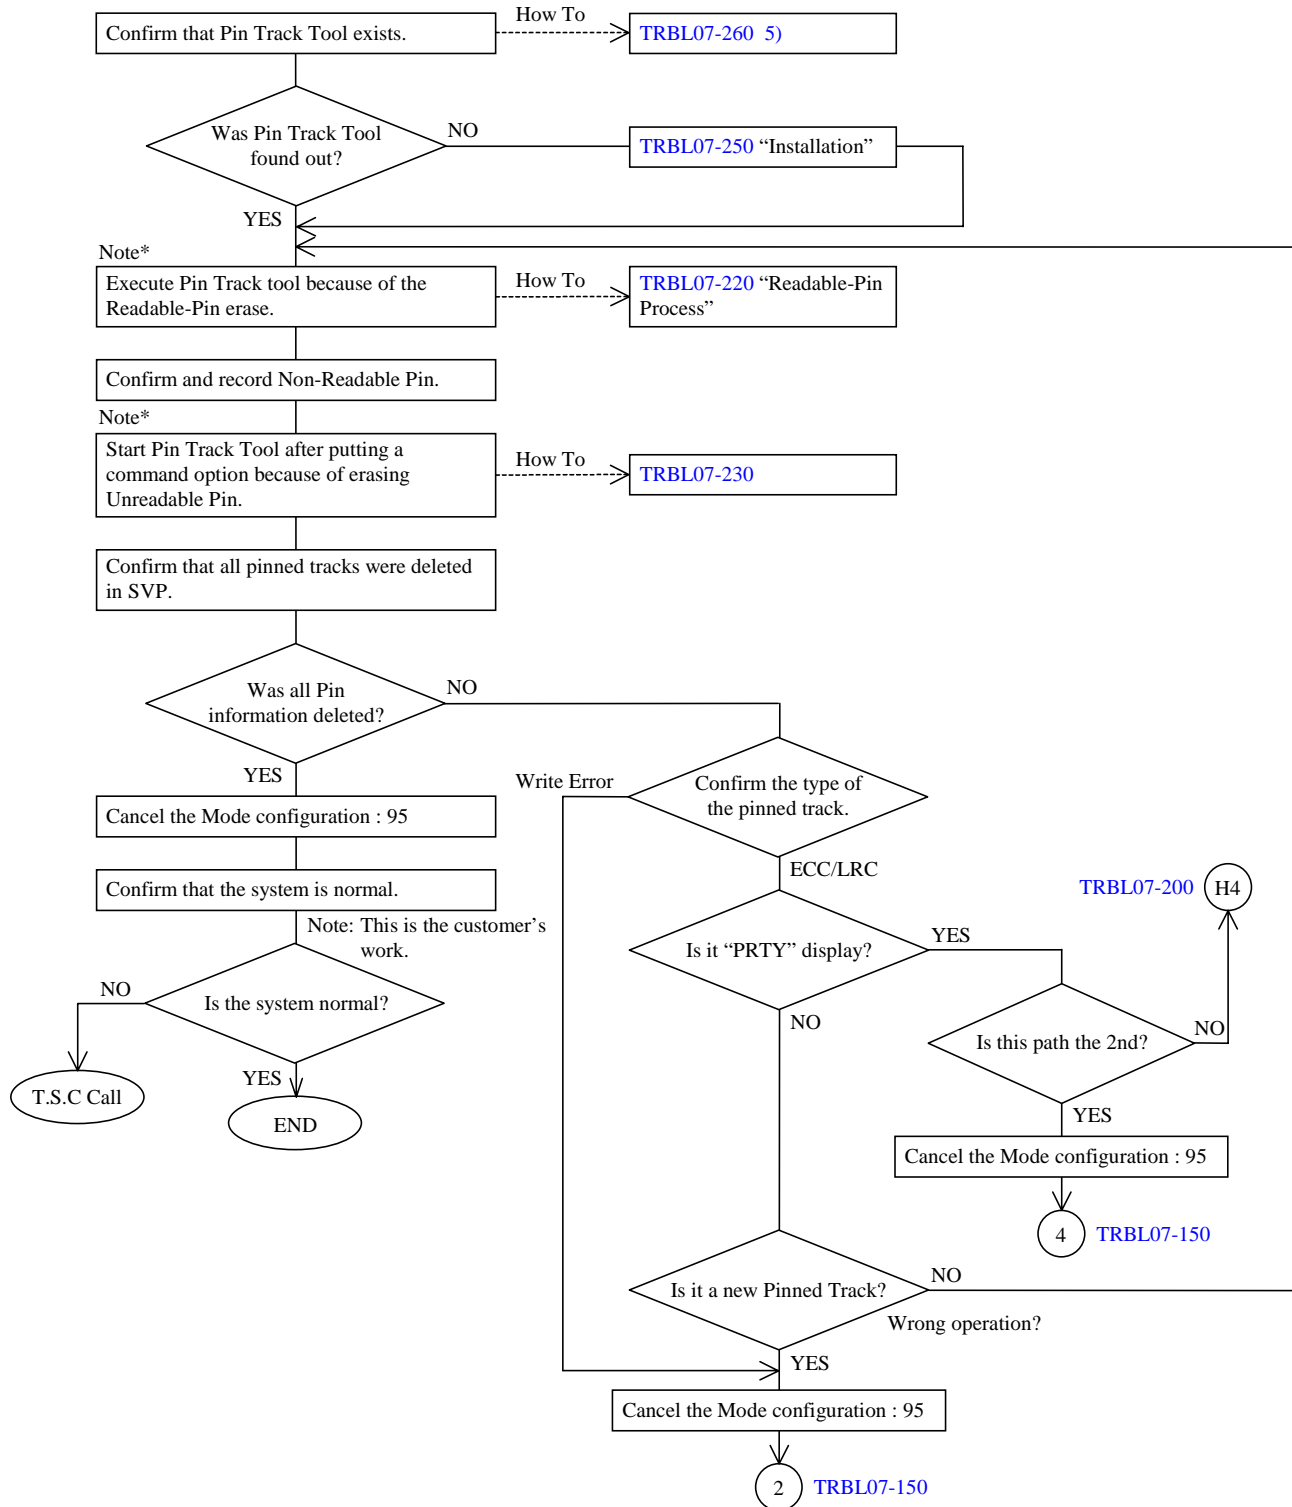 How To
Confirm that Pin Track Tool exists.
TRBL07-260 5)
Was Pin Track Tool
found out?
NO
TRBL07-250 “Installation”
YES
Note*
Execute Pin Track tool because of the
Readable-Pin erase.
How To
TRBL07-220 “Readable-Pin
Process”
Confirm and record Non-Readable Pin.
Note*
Start Pin Track Tool after putting a
command option because of erasing
Unreadable Pin.
How To
TRBL07-230
Confirm that all pinned tracks were deleted
in SVP.
Was all Pin
information deleted?
NO
YES
Write Error
Confirm the type of
the pinned track.
Cancel the Mode configuration : 95
ECC/LRC
Confirm that the system is normal.
TRBL07-200
H4
Note: This is the customer’s
work.
Is it “PRTY” display?
YES
NO
Is the system normal?
NO
Is this path the 2nd?
NO
T.S.C Call
YES
END
YES
Cancel the Mode configuration : 95
4
TRBL07-150
Is it a new Pinned Track?
NO
Wrong operation?
YES
Cancel the Mode configuration : 95
2
TRBL07-150